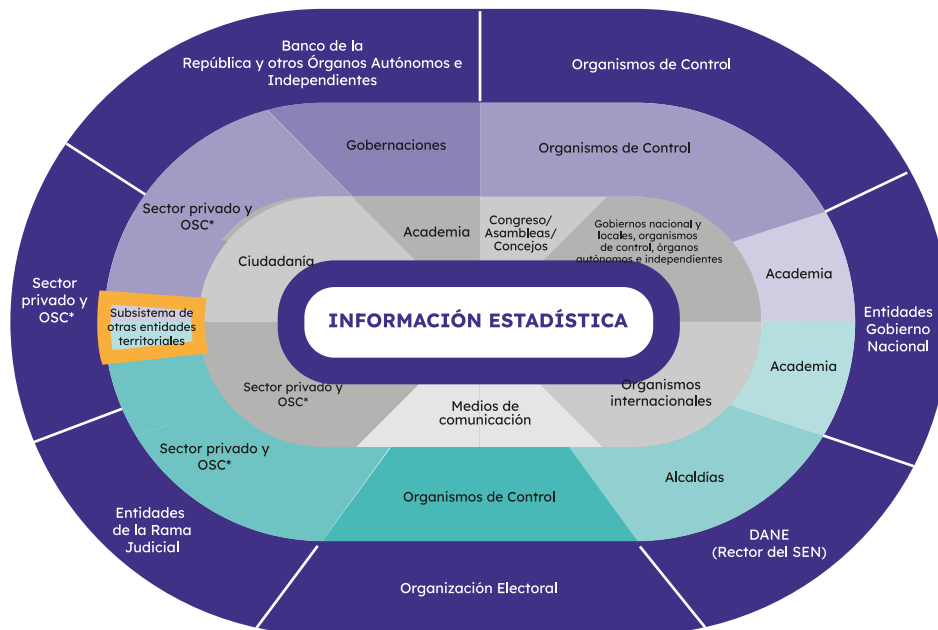 Banco de la
República y otros Órganos Autónomos e
Independientes
Organismos de Control
Gobernaciones
Organismos de Control
Sector privado y
OSC*
Academia
Congreso/
Asambleas/
Concejos
Gobiernos nacional y
locales, organismos
de control, órganos
autónomos e independientes
Ciudadanía
Academia
Sector
privado y
OSC*
Subsistema de
otras entidades
territoriales
INFORMACIÓN ESTADÍSTICA
Entidades
Gobierno
Nacional
Academia
Sector privado y
OSC*
Medios de
comunicación
Organismos
internacionales
Sector privado y
OSC*
Organismos de Control
Alcaldías
Entidades
de la Rama
Judicial
Organización Electoral
DANE
(Rector del SEN)